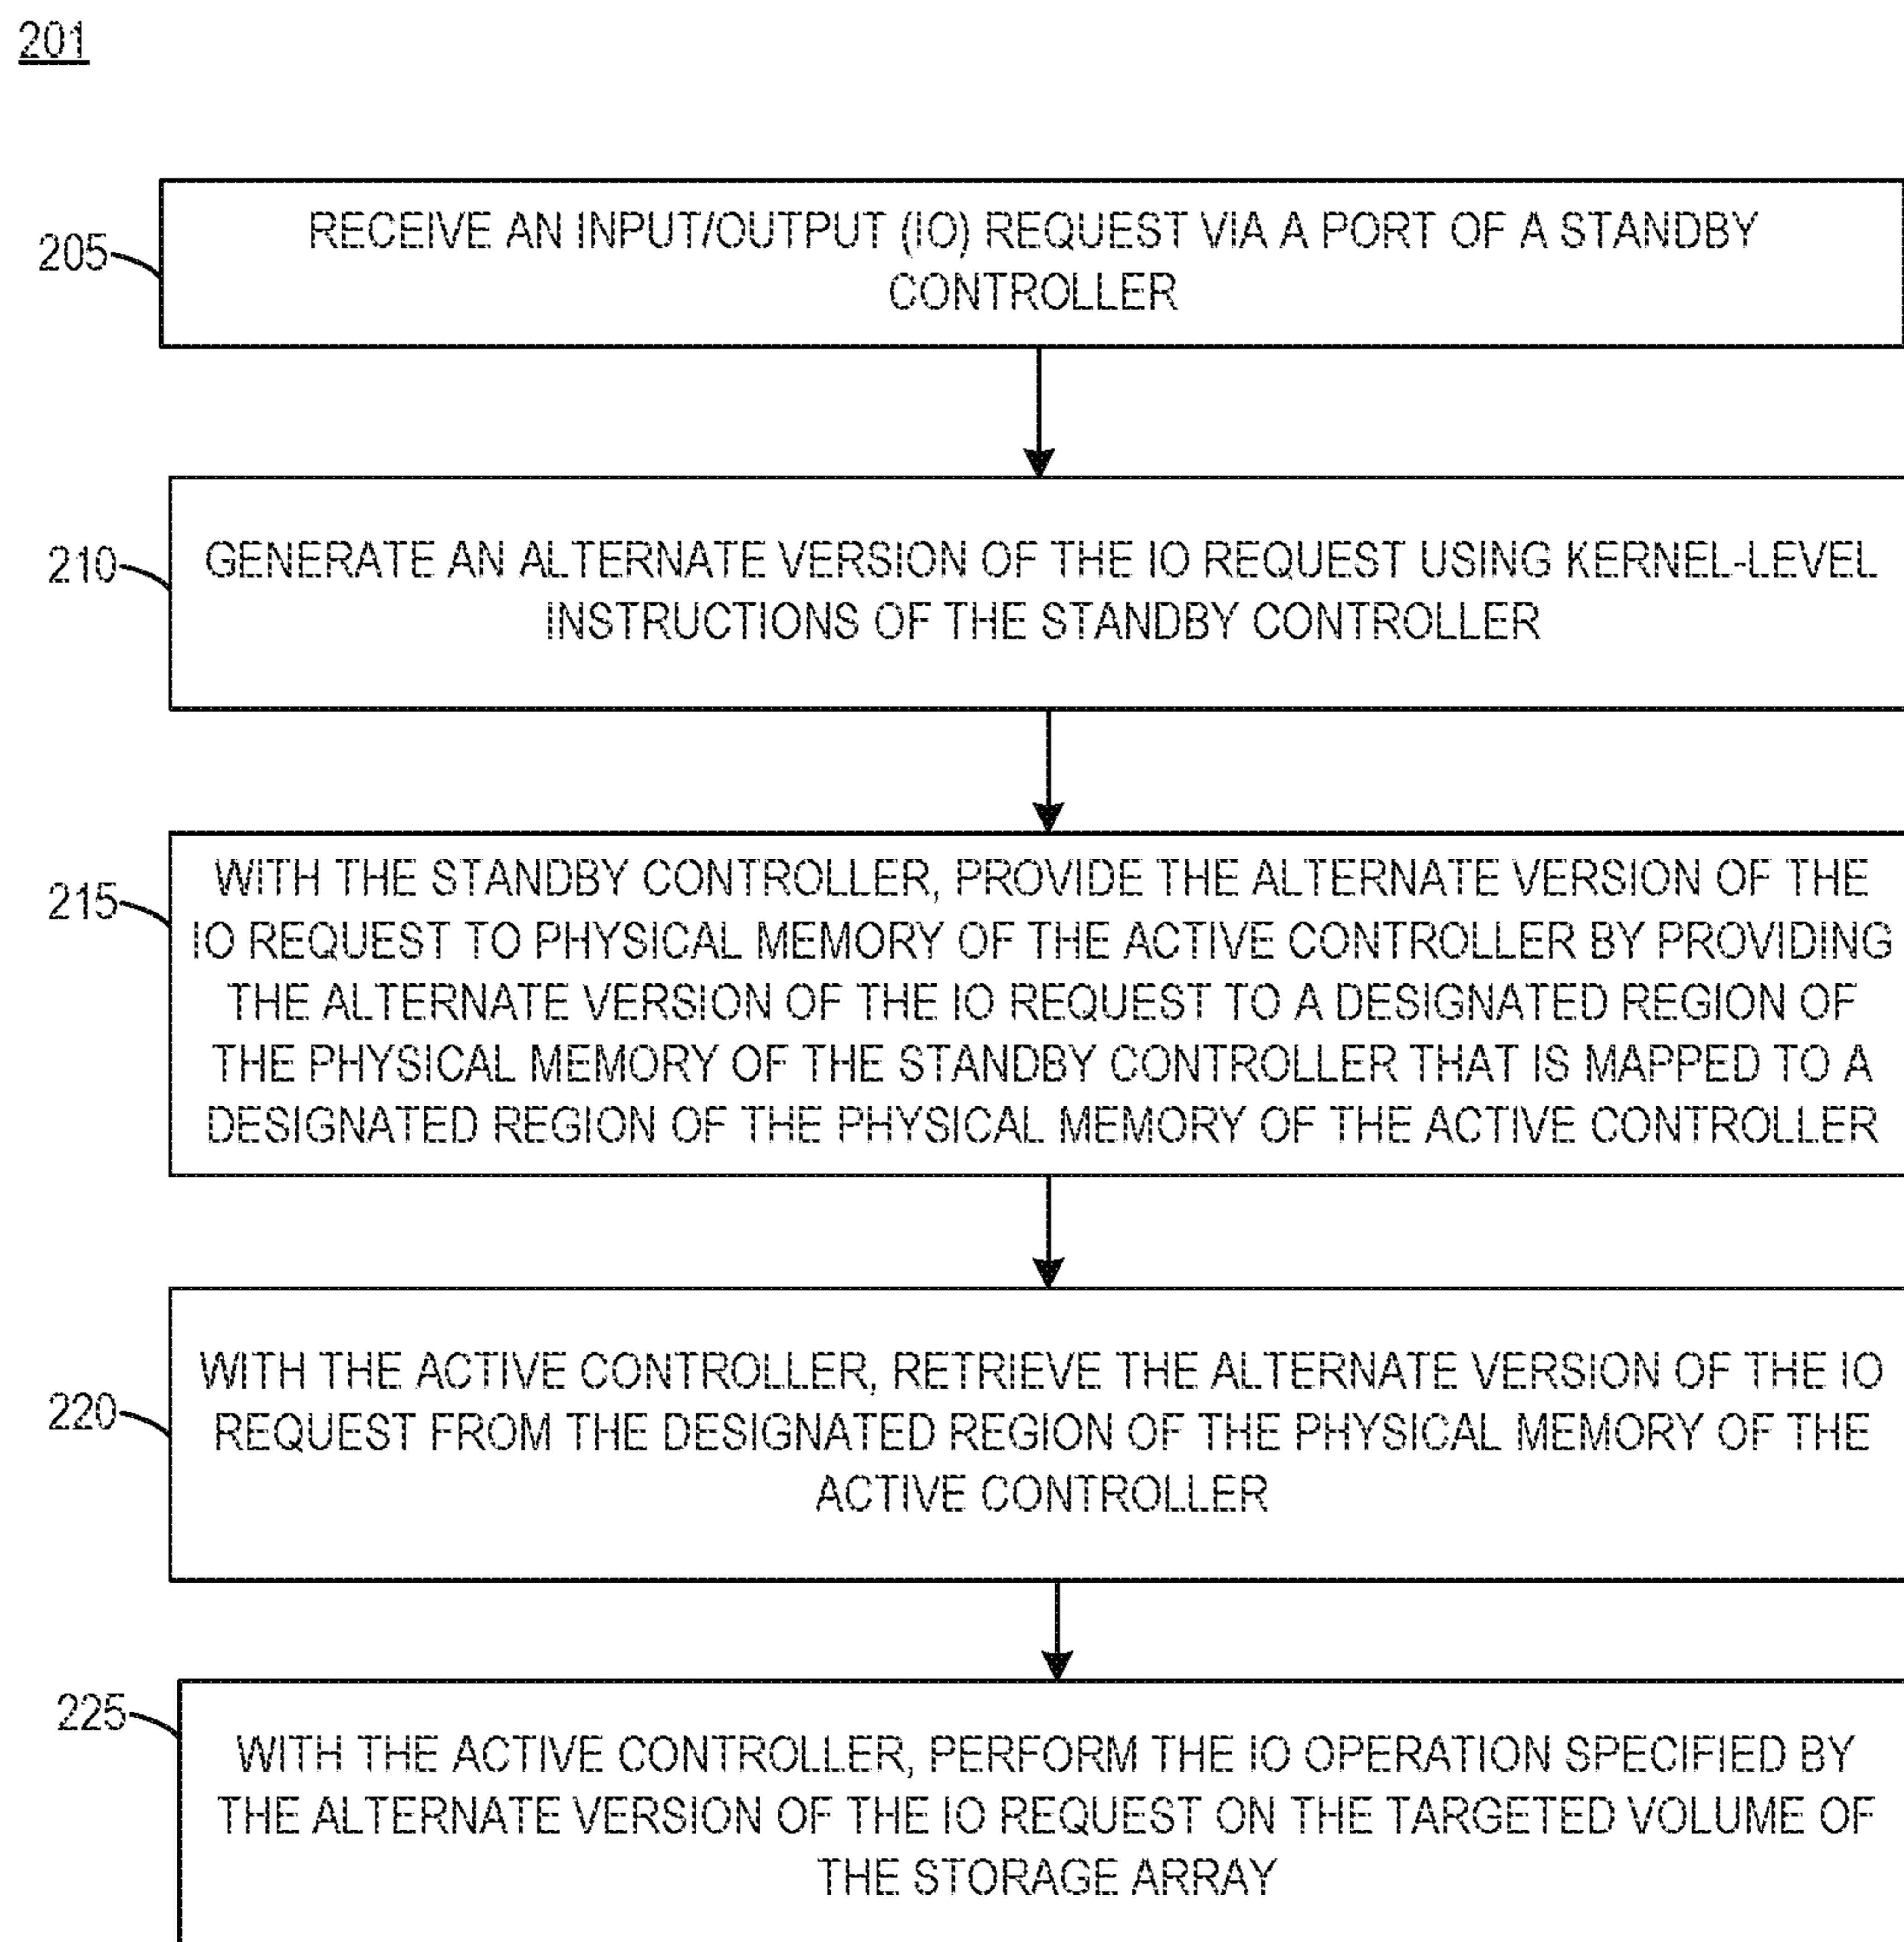 201
205
RECEIVE AN INPUT/OUTPUT (IO) REQUEST VIA A PORT OF A STANDBY
CONTROLLER
210
GENERATE AN ALTERNATE VERSION OF THE IO REQUEST USING KERNEL-LEVEL
INSTRUCTIONS OF THE STANDBY CONTROLLER
215
WITH THE STANDBY CONTROLLER, PROVIDE THE ALTERNATE VERSION OF THE
IO REQUEST TO PHYSICAL MEMORY OF THE ACTIVE CONTROLLER BY PROVIDING
THE ALTERNATE VERSION OF THE IO REQUEST TO A DESIGNATED REGION OF
THE PHYSICAL MEMORY OF THE STANDBY CONTROLLER THAT IS MAPPED TO A
DESIGNATED REGION OF THE PHYSICAL MEMORY OF THE ACTIVE CONTROLLER
220
WITH THE ACTIVE CONTROLLER, RETRIEVE THE ALTERNATE VERSION OF THE IO
REQUEST FROM THE DESIGNATED REGION OF THE PHYSICAL MEMORY OF THE
ACTIVE CONTROLLER
225
WITH THE ACTIVE CONTROLLER, PERFORM THE IO OPERATION SPECIFIED BY
THE ALTERNATE VERSION OF THE IO REQUEST ON THE TARGETED VOLUME OF
THE STORAGE ARRAY